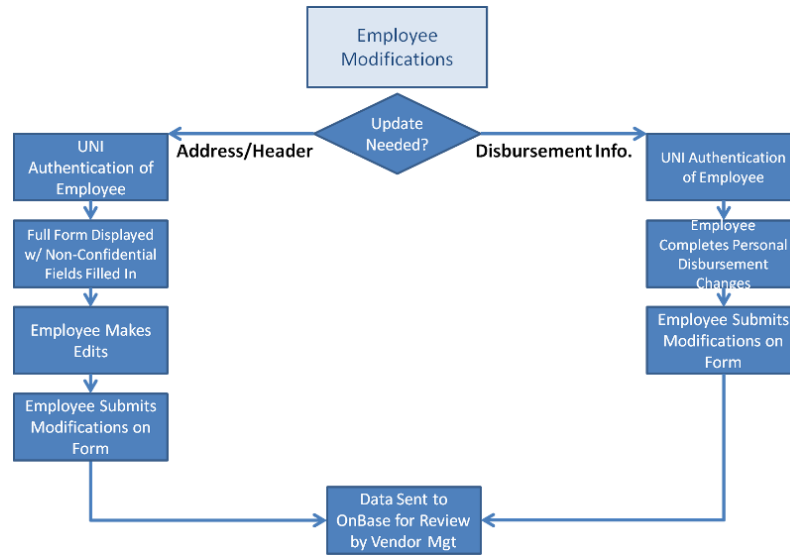 Employee
Modifications
Update
Needed?
Address/Header
Disbursement Info.
UNI
Authentication of
Employee
Full Form Displayed
w/ Non-Confidential
Fields Filled In
Employee Makes
Edits
Employee Submits
Modifications on
Form
UNI Authentication
of Employee
Employee
Completes Personal
Disbursement
Changes
Employee Submits
Modifications on
Form
Data Sent to
OnBase for Review
by Vendor Mgt